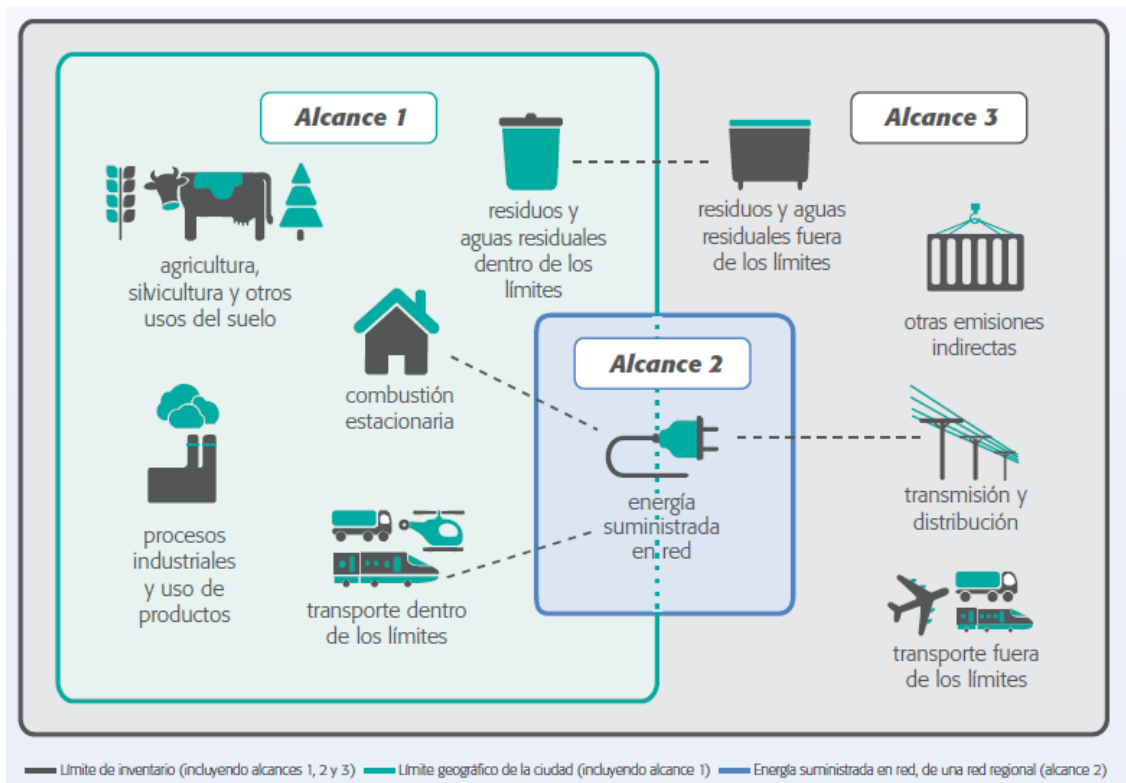 Alcance 1
Alcance 3
agricultura,
silvicultura y otros
usos del suelo
residuos y
aguas residuales
dentro de los
límites
residuos y aguas
residuales fuera
de los límites
otras emisiones
indirectas
combustión
estacionaria
Alcance 2
energía
suministrada
en red
transmisión y
distribución
procesos
industriales
y uso de
productos
transporte dentro
de los límites
transporte fuera
de los límites
Límite de inventario (incluyendo alcances 1, 2 y 3) Límite geográfico de la ciudad (incluyendo alcance 1) Energía suministrada en red, de una red regional (alcance 2)